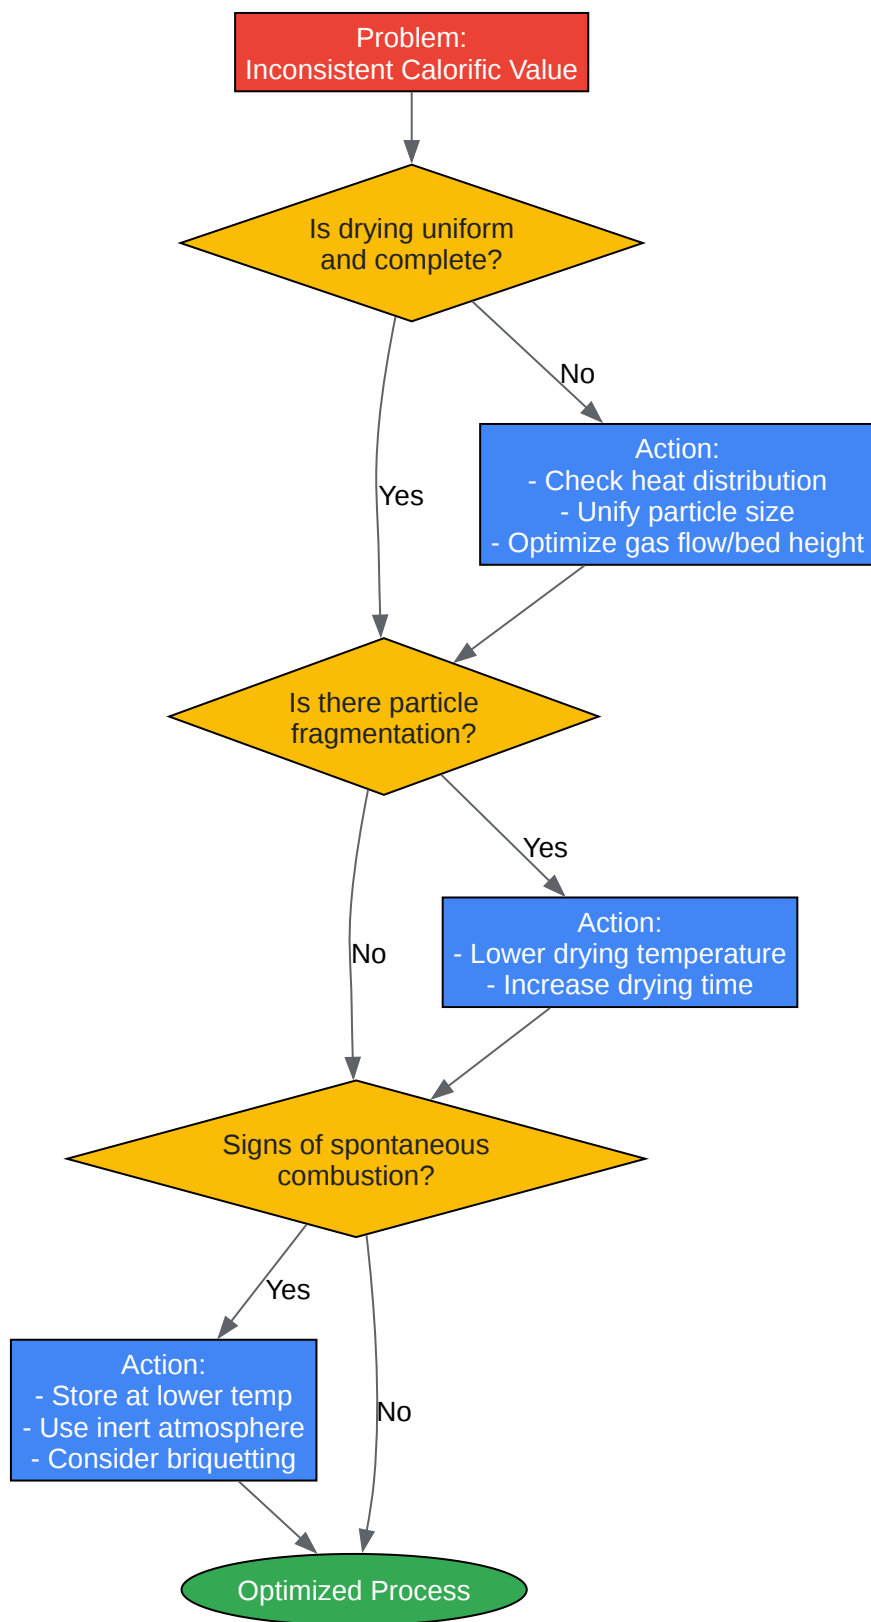 Problem:
Inconsistent Calorific Value
Is drying uniform
and complete?
No
Action:
- Check heat distribution
- Unify particle size
- Optimize gas flow/bed height
Yes
Is there particle
fragmentation?
Yes
Action:
- Lower drying temperature
- Increase drying time
No
Signs of spontaneous
combustion?
Yes
Action:
- Store at lower temp
- Use inert atmosphere
- Consider briquetting
No
Optimized Process